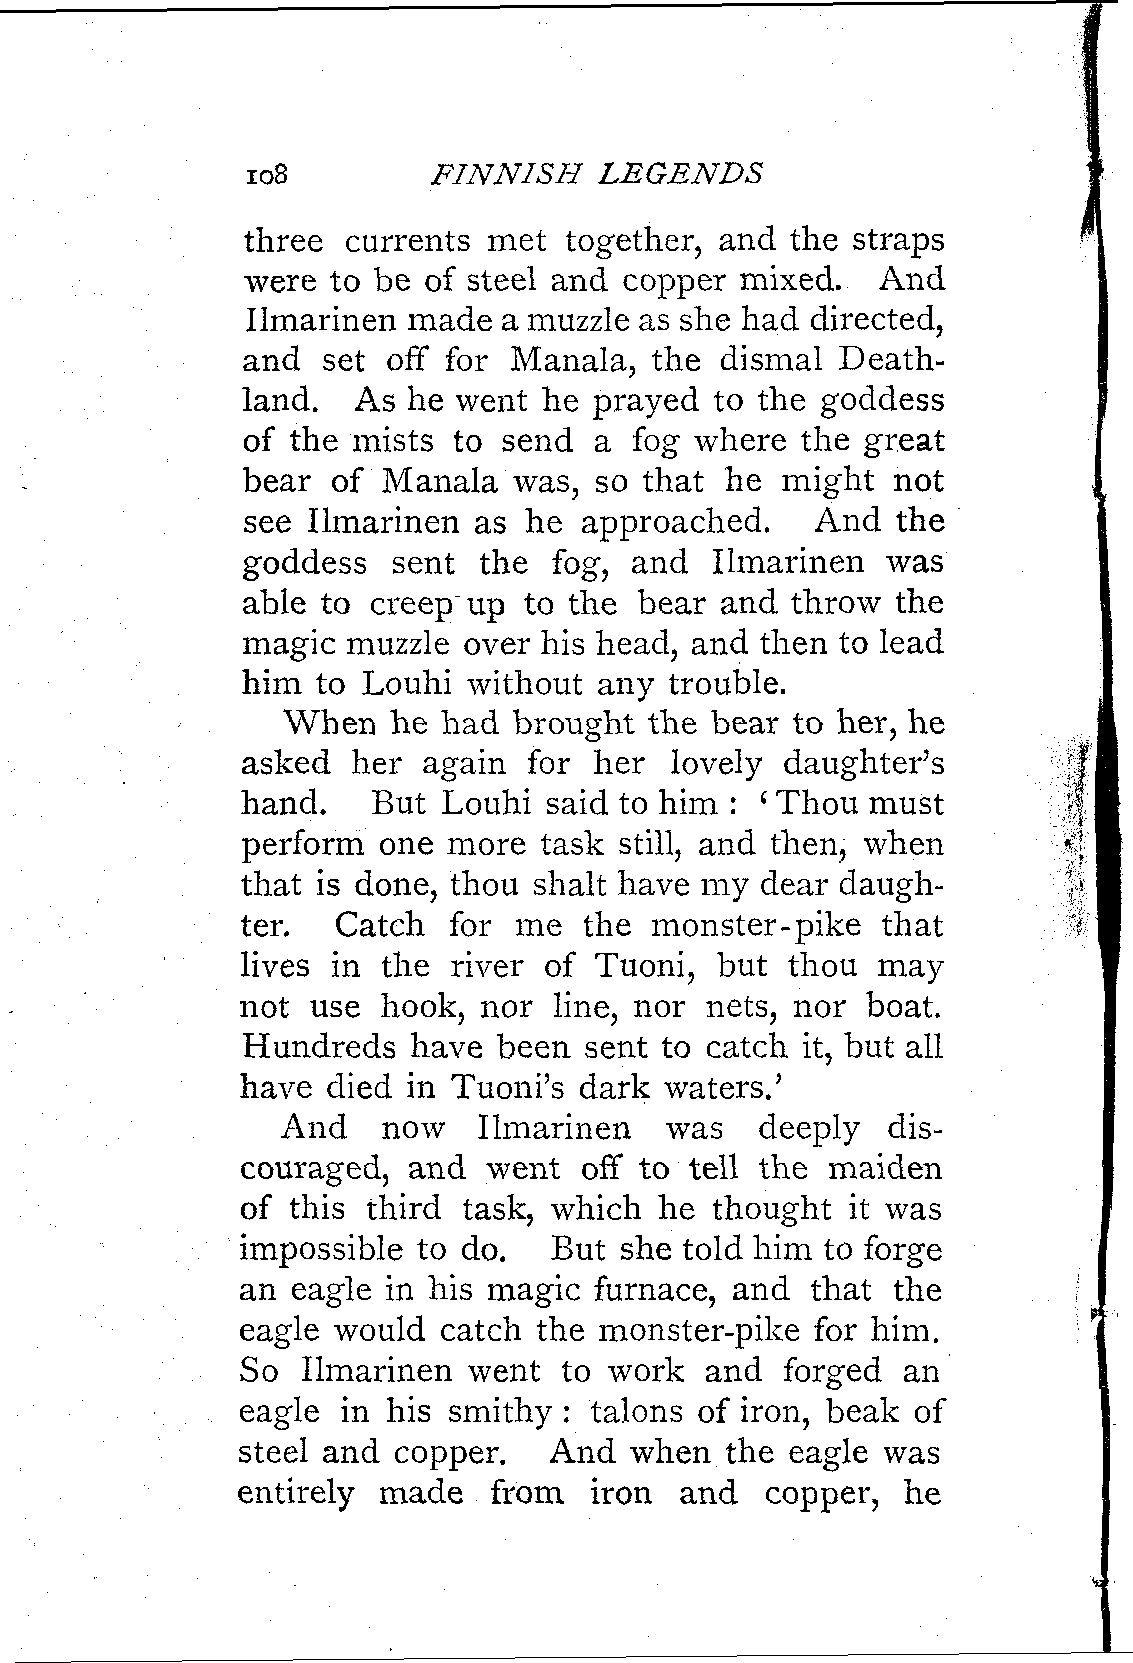 108 FINNISH LEGENDS
three currents met together, and the straps
were to be of steel and copper mixed. And
Ilmarinen made a muzzle as she had directed,
and set off for Manala, the dismal Death-
land. As he went he prayed to the goddess
of the mists to send a fog where the great
bear of Manala was, so that he might not
see Ilmarinen as he approached. And the
goddess sent the fog, and Ilmarinen was
able to creep up to the bear and throw the
magic muzzle over his head, and then to lead
him to Louhi without any trouble.
When he had brought the bear to her, he
asked her again for her lovely daughter's
hand. But Louhi said to him : ‘ Thou must
perform one more task still, and then, when
that is done, thou shalt have my dear daugh-
ter. Catch for me the monster-pike that
lives in the river of Tuoni, but thou may
not use hook, nor line, nor nets, nor boat.
Hundreds have been sent to catch it, but all
have died in Tuoni's dark waters.’
And now Ilmarinen was deeply dis-
couraged, and went off to tell the maiden
of this third task, which he thought it was
impossible to do. But she told him to forge
an eagle in his magic furnace, and that the
eagle would catch the monster-pike for him.
So Ilmarinen went to work and forged an
eagle in his smithy : talons of iron, beak of
steel and copper. And when the eagle was
entirely made from iron and copper, he